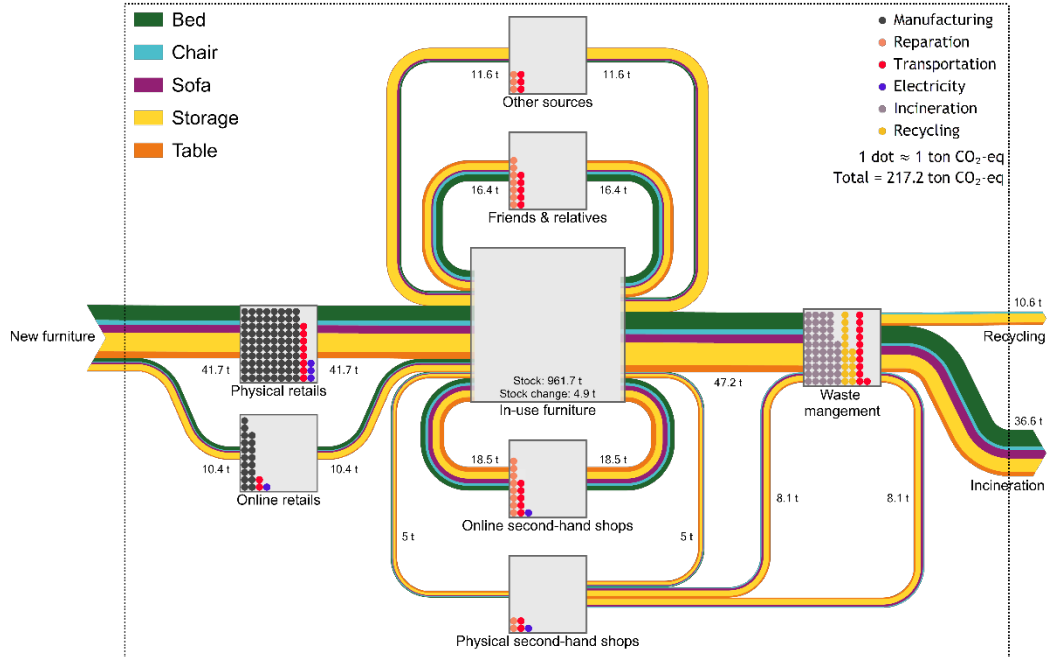 Bed
Chair
Sofa
Storage
Table
Manufacturing
Reparation
Transportation
Electricity
Incineration
Recycling
1 dot ≈ 1 ton CO₂-eq
Total = 217.2 ton CO₂-eq
11.6 t
11.6 t
Other sources
16.4 t
16.4 t
Friends & relatives
New furniture
41.7 t
41.7 t
Physical retails
10.4 t
10.4 t
Online retails
Stock: 961.7 t
Stock change: 4.9 t
In-use furniture
47.2 t
Waste
mangement
10.6 t
Recycling
36.6 t
Incineration
18.5 t
18.5 t
Online second-hand shops
5 t
5 t
8.1 t
8.1 t
Physical second-hand shops